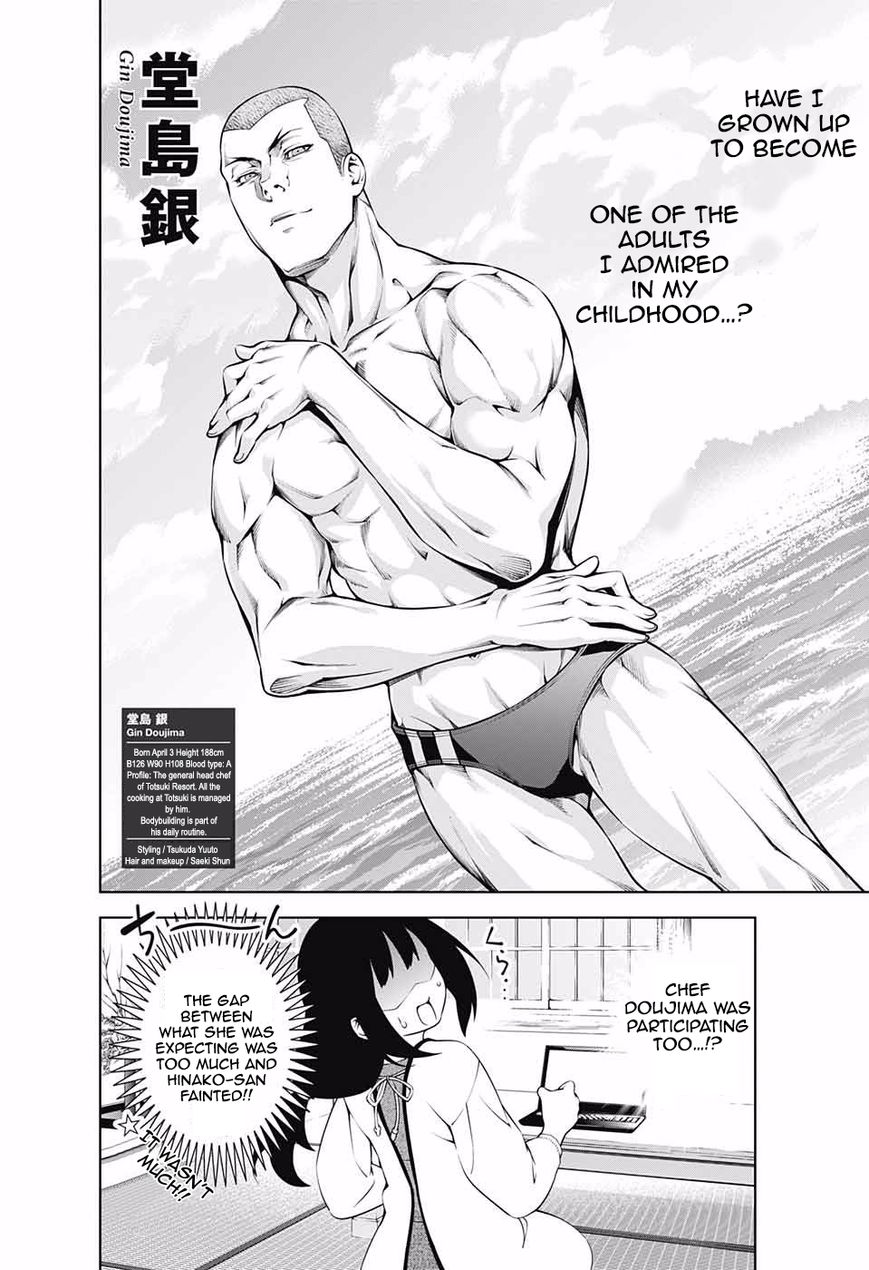 HAVE I
GROWN UP
TO BECOME
ONE OF THE
ADULTS
I ADMIRED
IN MY
CHILDHOOD...?
堂島銀
Gin Doujima
堂島 銀
Gin Doujima
Born April 3 Height 188cm
B126 W90 H108 Blood type: A
Profile: The general head chef
of Totsuki Resort. All the
cooking at Totsuki is managed
by him.
Bodybuilding is part of
his daily routine.
Styling / Tsukuda Yuuto
Hair and makeup / Saeki Shun
CHEF
DOUJIMA WAS
PARTICIPATING
TOO...!?
くら…
ちーん
THE GAP
BETWEEN
WHAT SHE WAS
EXPECTING WAS
TOO MUCH AND
HINAKO-SAN
FAINTED!!
☆ IT WASN'T
MUCH!!